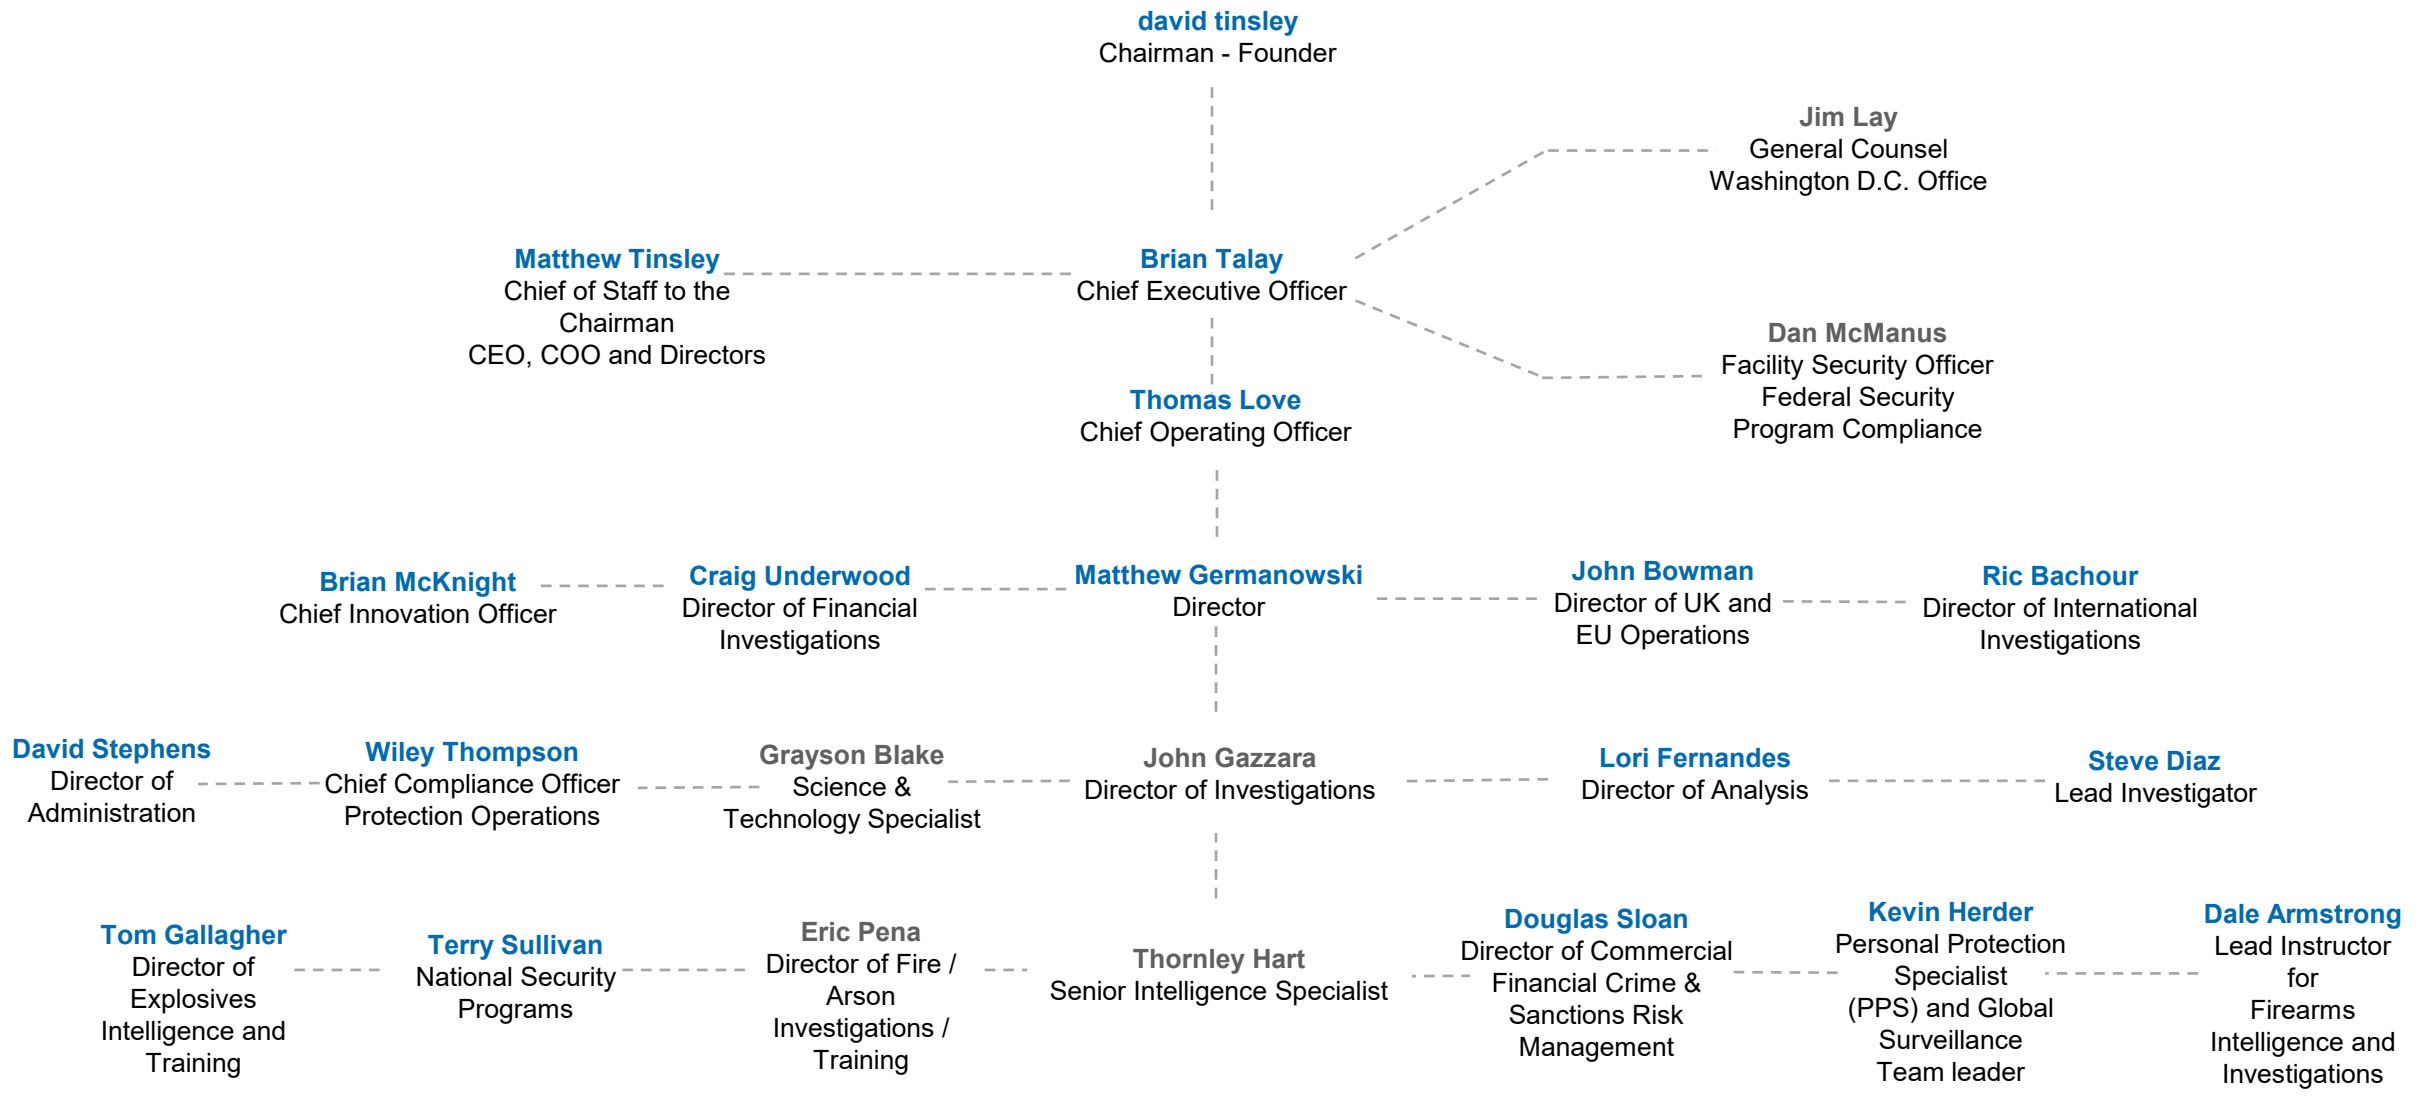 david tinsley
Chairman - Founder
Jim Lay
General Counsel
Washington D.C. Office
Matthew Tinsley
Chief of Staff to the
Chairman
CEO, COO and Directors
Brian Talay
Chief Executive Officer
Dan McManus
Facility Security Officer
Federal Security
Program Compliance
Thomas Love
Chief Operating Officer
Brian McKnight
Chief Innovation Officer
Craig Underwood
Director of Financial
Investigations
Matthew Germanowski
Director
John Bowman
Director of UK and
EU Operations
Ric Bachour
Director of International
Investigations
David Stephens
Director of
Administration
Wiley Thompson
Chief Compliance Officer
Protection Operations
Grayson Blake
Science &
Technology Specialist
John Gazzara
Director of Investigations
Lori Fernandes
Director of Analysis
Steve Diaz
Lead Investigator
Tom Gallagher
Director of
Explosives
Intelligence and
Training
Terry Sullivan
National Security
Programs
Eric Pena
Director of Fire /
Arson
Investigations /
Training
Thornley Hart
Senior Intelligence Specialist
Douglas Sloan
Director of Commercial
Financial Crime &
Sanctions Risk
Management
Kevin Herder
Personal Protection
Specialist
(PPS) and Global
Surveillance
Team leader
Dale Armstrong
Lead Instructor
for
Firearms
Intelligence and
Investigations